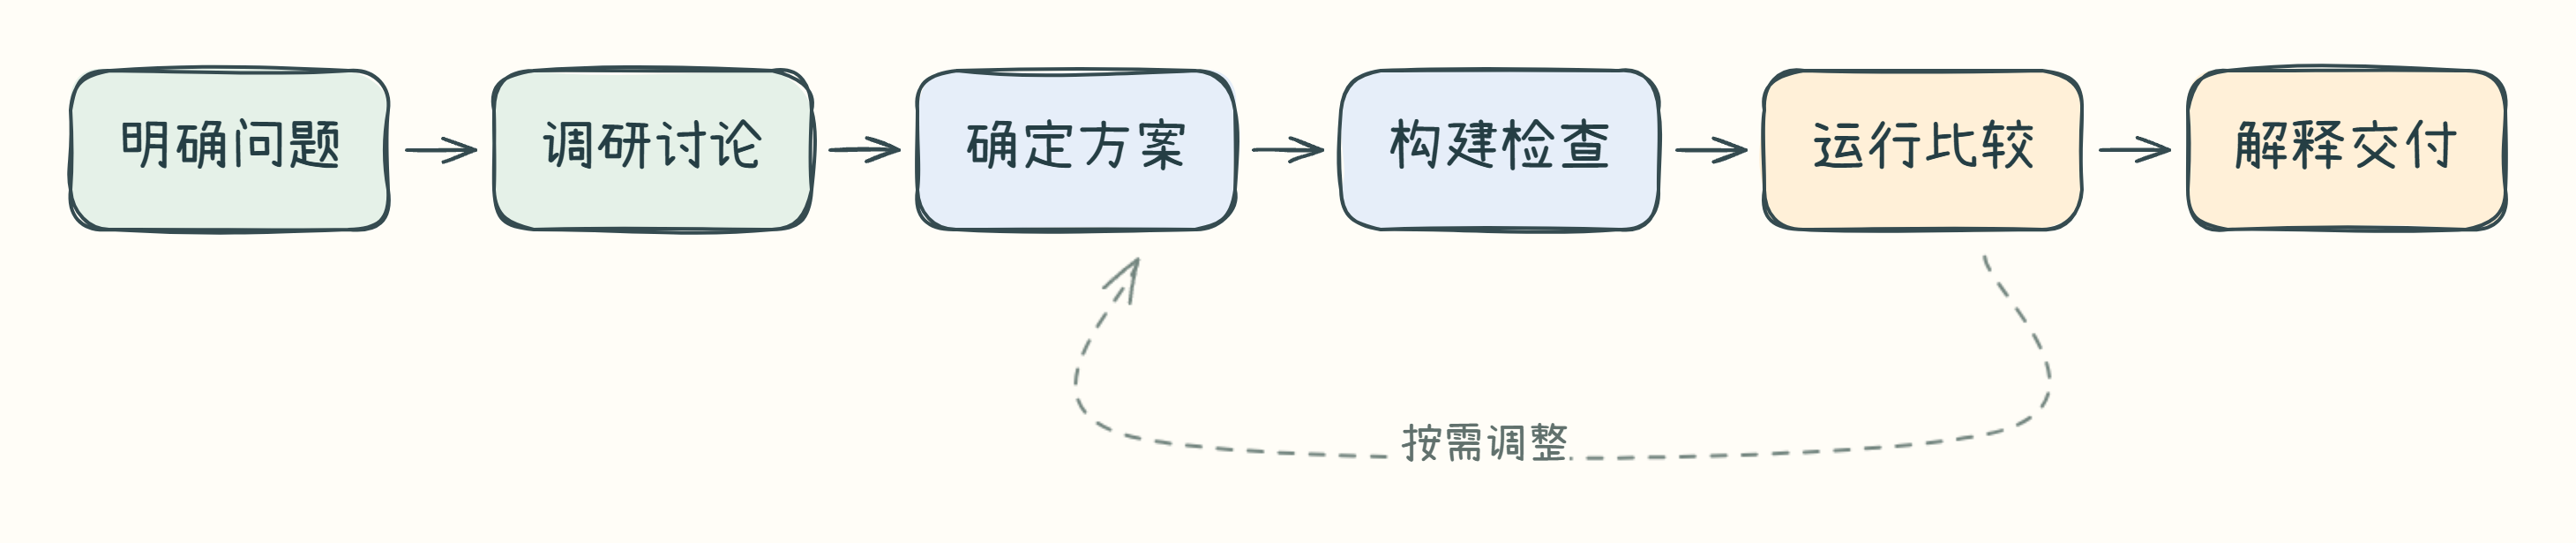 明确问题
调研讨论
确定方案
构建检查
运行比较
解释交付
按需调整